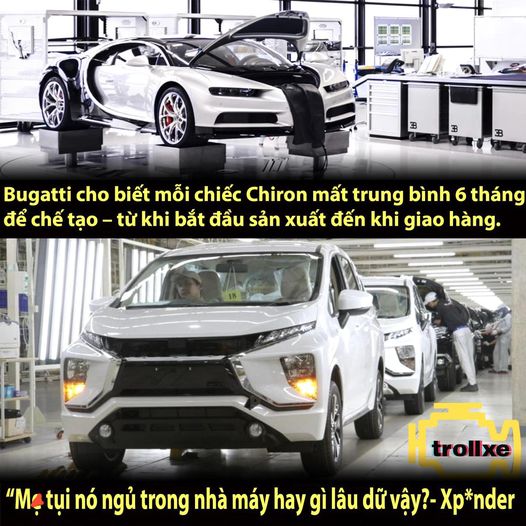 Bugatti cho biết mỗi chiếc Chiron mất trung bình 6 tháng
để chế tạo – từ khi bắt đầu sản xuất đến khi giao hàng.
18
trollxe
“Mẹ tụi nó ngủ trong nhà máy hay gì lâu dữ vậy?- Xp*nder